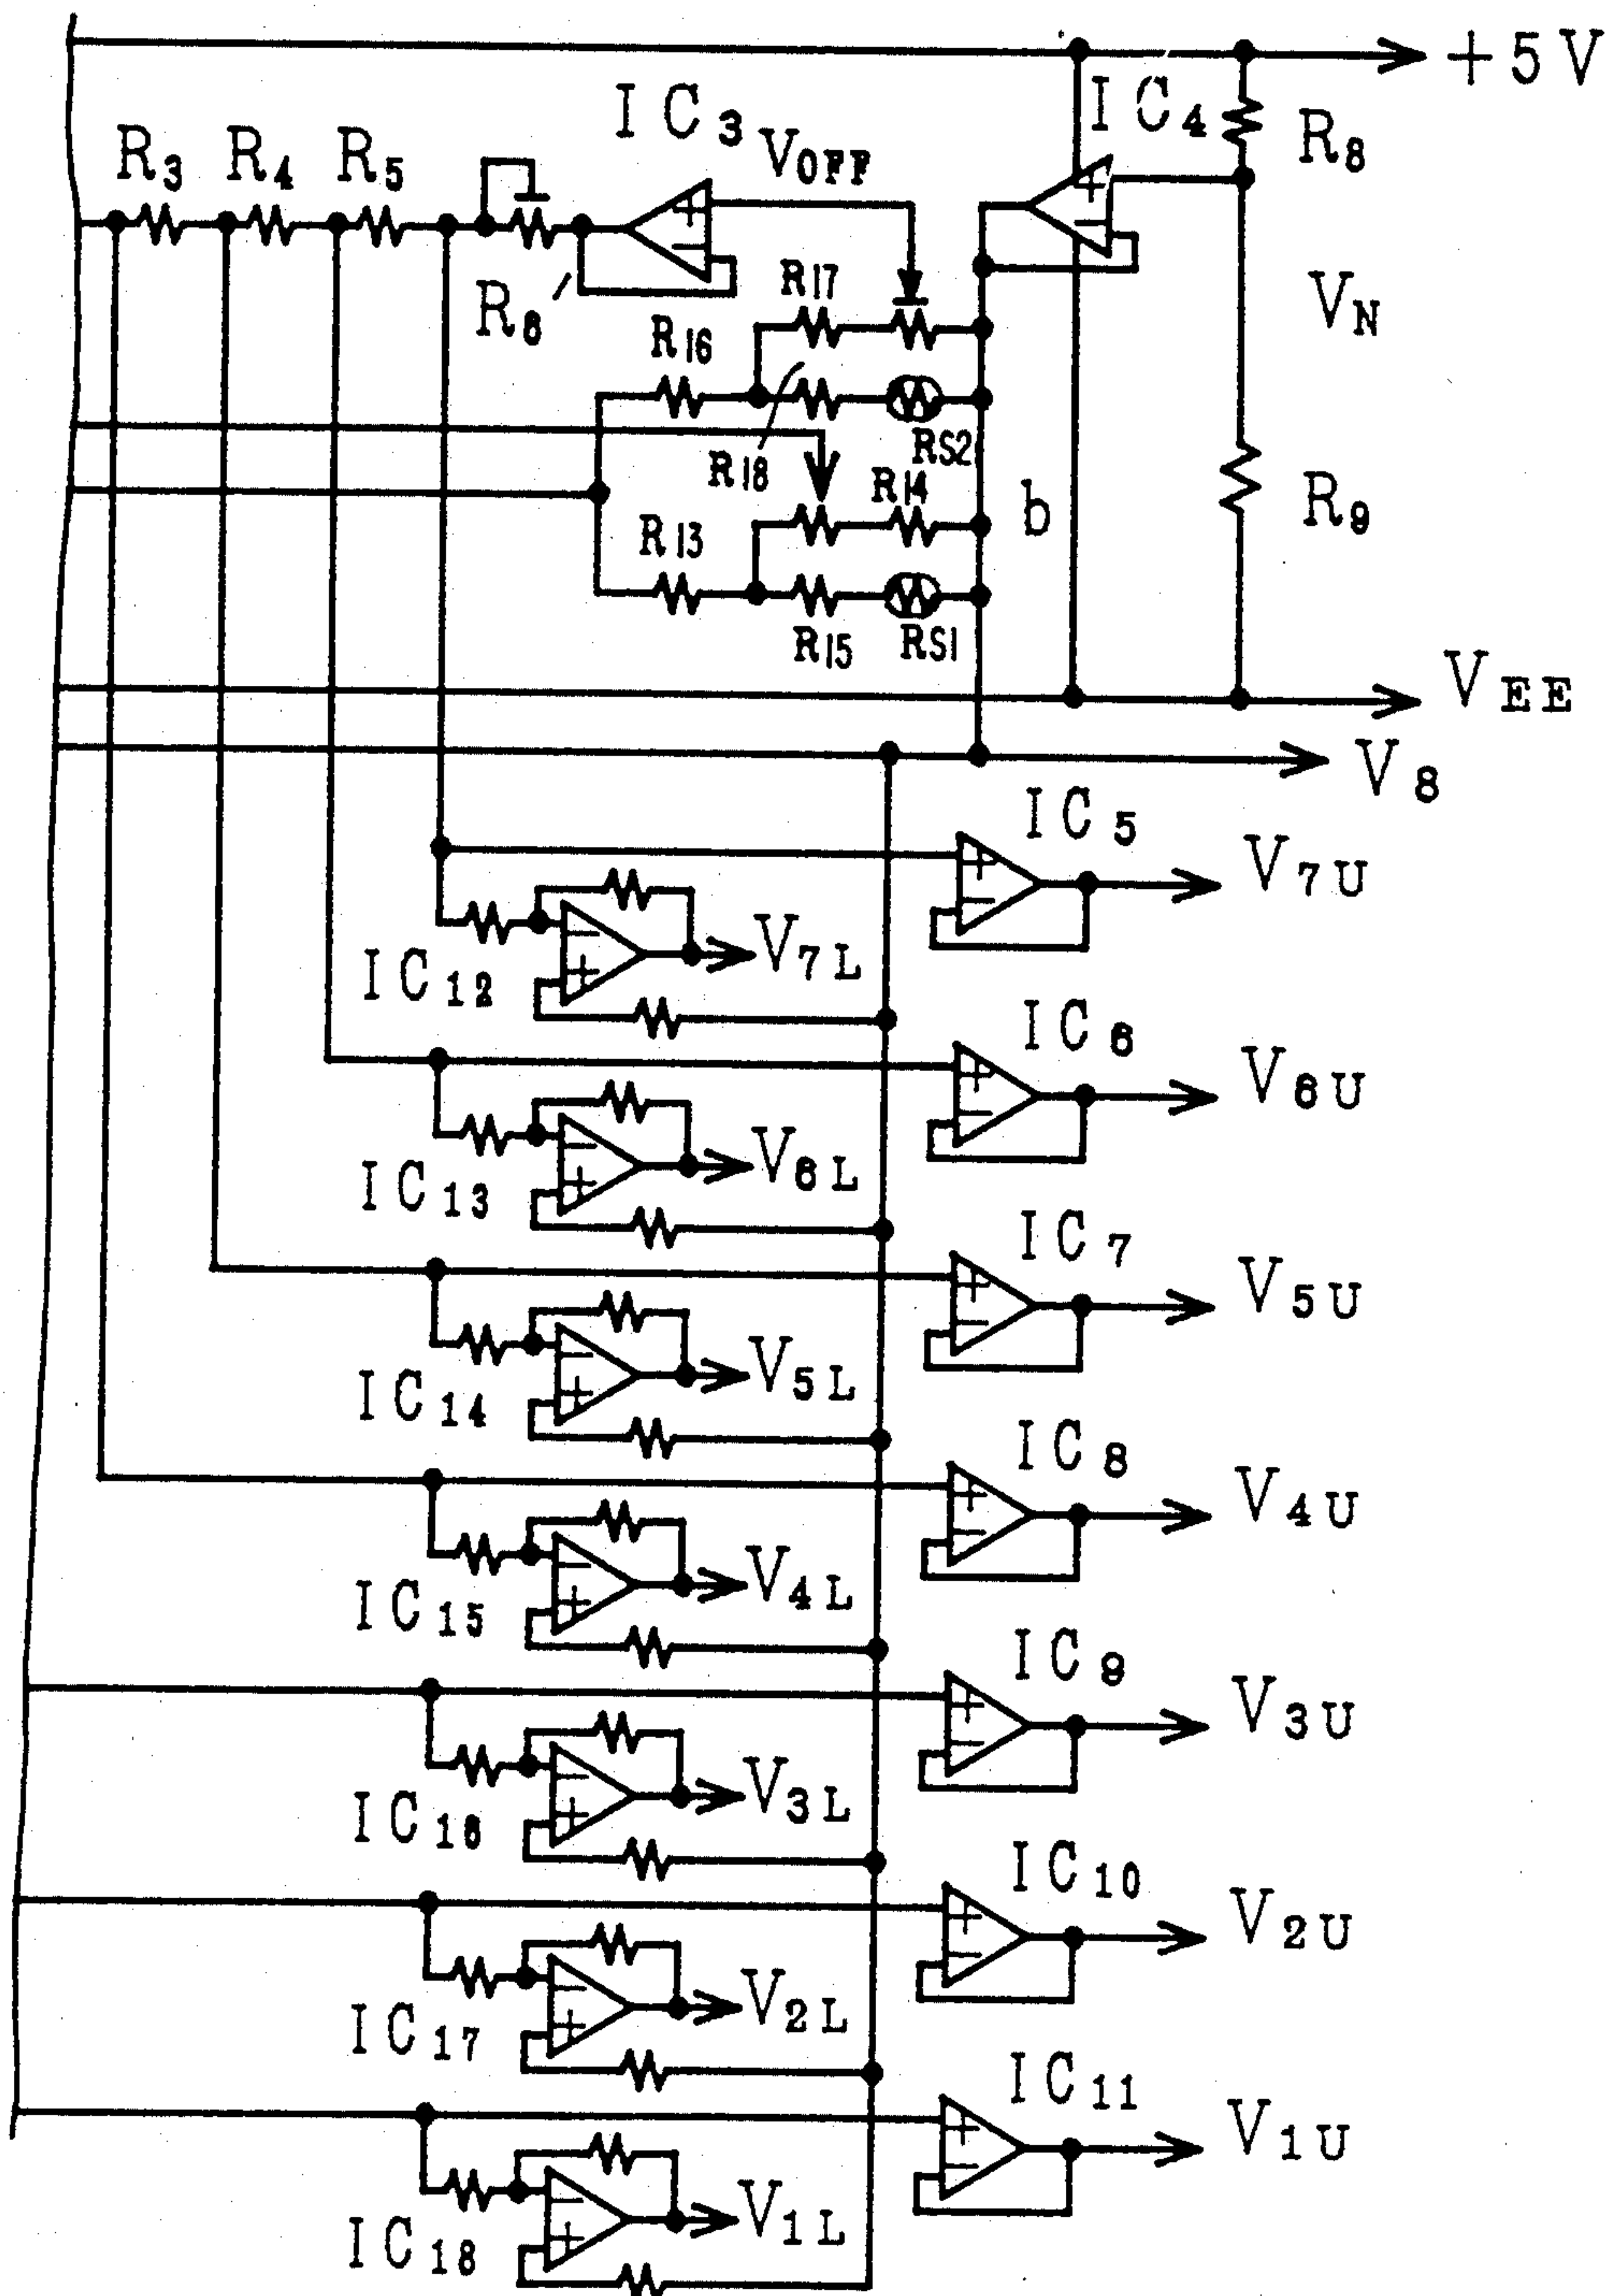 +5V
IC3 VOFF IC4 R8
R3 R4 R5
+ +
− −
R6 R17 VN
R16
R18 RS2
R14
R13 b R9
R15 RS1
VEE
V8
IC5
+ V7U
−
− V7L
IC12 +
IC6
+ V6U
−
− V6L
IC13 +
IC7
+ V5U
−
− V5L
IC14 +
IC8
+ V4U
−
− V4L
IC15 +
IC9
+ V3U
−
− V3L
IC16 +
IC10
+ V2U
−
− V2L
IC17 +
IC11
+ V1U
−
− V1L
IC18 +